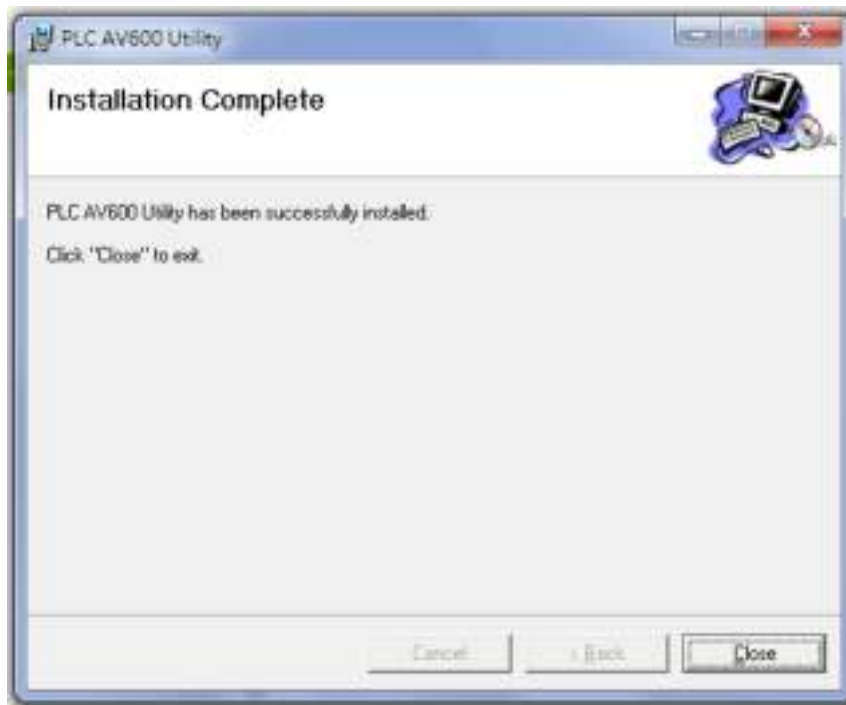 PLC AV600 Utility
Installation Complete
PLC AV600 Utility has been successfully installed.
Click "Close" to exit.
Cancel
< Back
Close